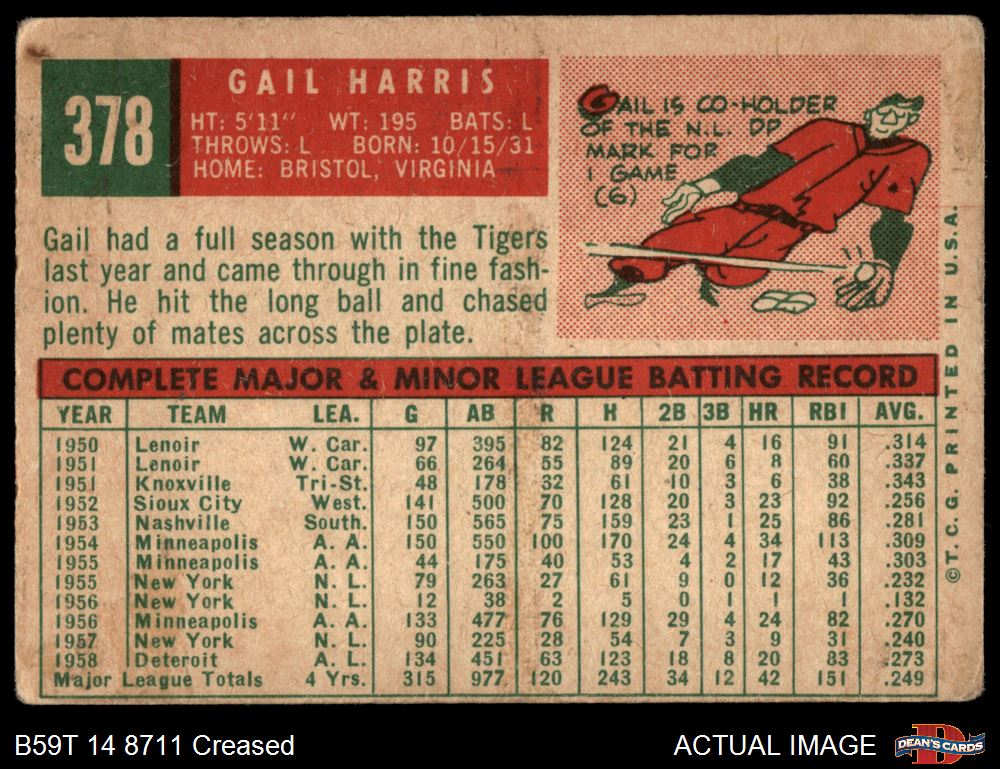 378
GAIL HARRIS
HT: 5'11" WT: 195 BATS: L
THROWS: L BORN: 10/15/31
HOME: BRISTOL, VIRGINIA
GAIL IS CO-HOLDER
OF THE N.L. DP
MARK FOR
1 GAME
(6)
Gail had a full season with the Tigers
last year and came through in fine fash-
ion. He hit the long ball and chased
plenty of mates across the plate.
COMPLETE MAJOR & MINOR LEAGUE BATTING RECORD
YEAR TEAM LEA. G AB R H 2B 3B HR RBI AVG.
1950 Lenoir W. Car. 97 395 82 124 21 4 16 91 .314
1951 Lenoir W. Car. 66 264 55 89 20 6 8 60 .337
1951 Knoxville Tri-St. 48 178 32 61 10 3 6 38 .343
1952 Sioux City West. 141 500 70 128 20 3 23 92 .256
1953 Nashville South. 150 565 75 159 23 1 25 86 .281
1954 Minneapolis A. A. 150 550 100 170 24 4 34 113 .309
1955 Minneapolis A. A. 44 175 40 53 4 2 17 43 .303
1955 New York N. L. 79 263 27 61 9 0 12 36 .232
1956 New York N. L. 12 38 2 5 0 1 1 1 .132
1956 Minneapolis A. A. 133 477 76 129 29 4 24 82 .270
1957 New York N. L. 90 225 28 54 7 3 9 31 .240
1958 Deteroit A. L. 134 451 63 123 18 8 20 83 .273
Major League Totals 4 Yrs. 315 977 120 243 34 12 42 151 .249
©T.C.G. PRINTED IN U.S.A.
B59T 14 8711 Creased
ACTUAL IMAGE
D
DEAN'S CARDS